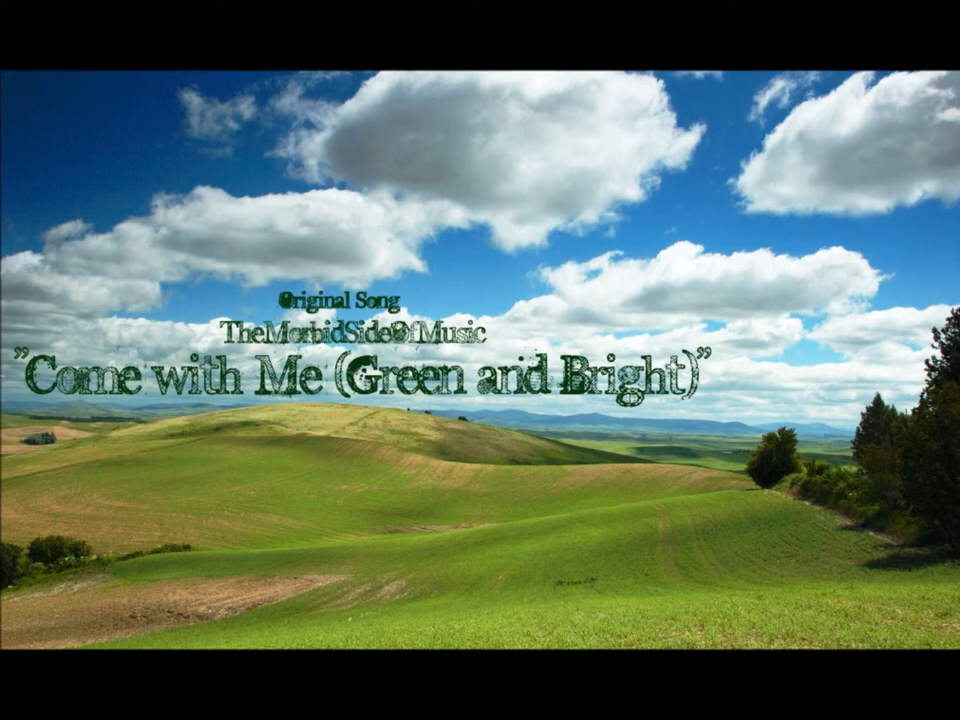 Original Song
TheMorbidSideOfMusic
"Come with Me (Green and Bright)"